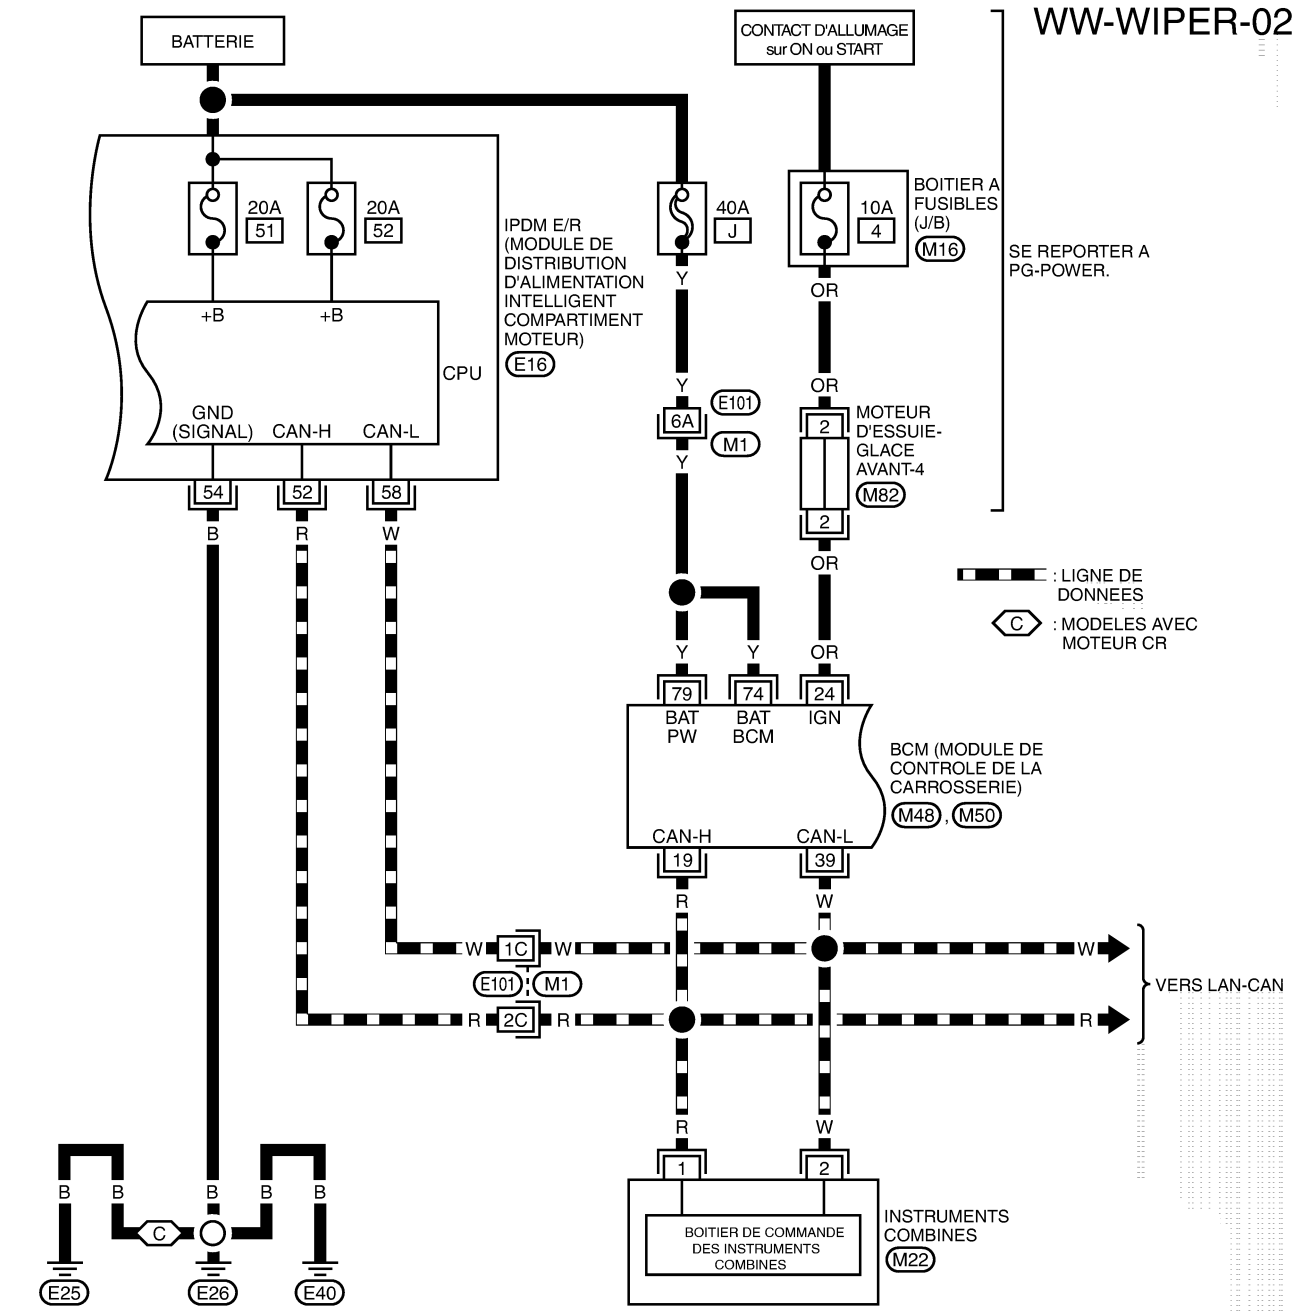 WW-WIPER-02
BATTERIE
CONTACT D'ALLUMAGE
sur ON ou START
20A
51
20A
52
40A
J
10A
4
BOITIER A
FUSIBLES
(J/B)
M16
SE REPORTER A
PG-POWER.
IPDM E/R
(MODULE DE
DISTRIBUTION
D'ALIMENTATION
INTELLIGENT
COMPARTIMENT
MOTEUR)
E16
+B
+B
CPU
GND
(SIGNAL)
CAN-H
CAN-L
54
52
58
B
R
W
Y
OR
Y
OR
6A
E101
M1
Y
2
MOTEUR
D'ESSUIE-
GLACE
AVANT-4
M82
2
OR
: LIGNE DE
DONNEES
C
: MODELES AVEC
MOTEUR CR
Y
Y
OR
79
74
24
BAT
PW
BAT
BCM
IGN
BCM (MODULE DE
CONTROLE DE LA
CARROSSERIE)
M48 , M50
CAN-H
CAN-L
19
39
R
W
W
1C
W
W
E101
M1
VERS LAN-CAN
R
2C
R
R
R
W
1
2
B
B
B
B
B
C
E25
E26
E40
BOITIER DE COMMANDE
DES INSTRUMENTS
COMBINES
INSTRUMENTS
COMBINES
M22